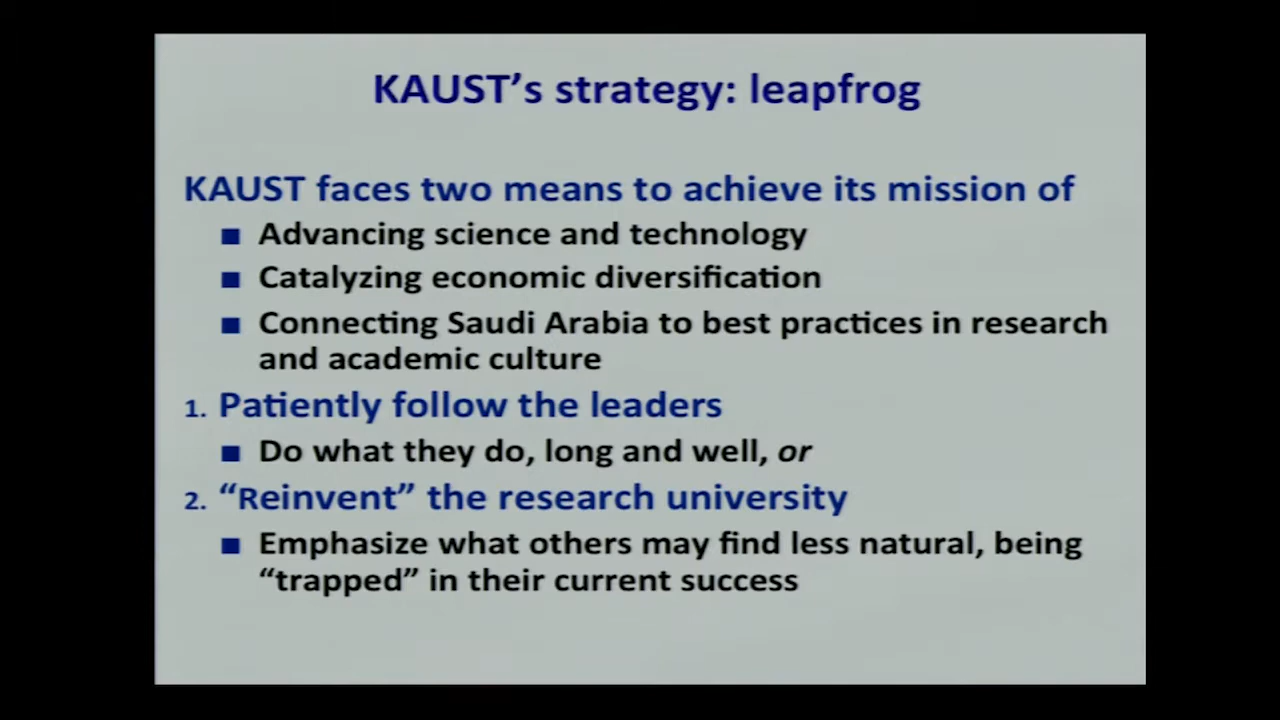 KAUST’s strategy: leapfrog
KAUST faces two means to achieve its mission of
■ Advancing science and technology
■ Catalyzing economic diversification
■ Connecting Saudi Arabia to best practices in research
and academic culture
1. Patiently follow the leaders
■ Do what they do, long and well, or
2. “Reinvent” the research university
■ Emphasize what others may find less natural, being
“trapped” in their current success